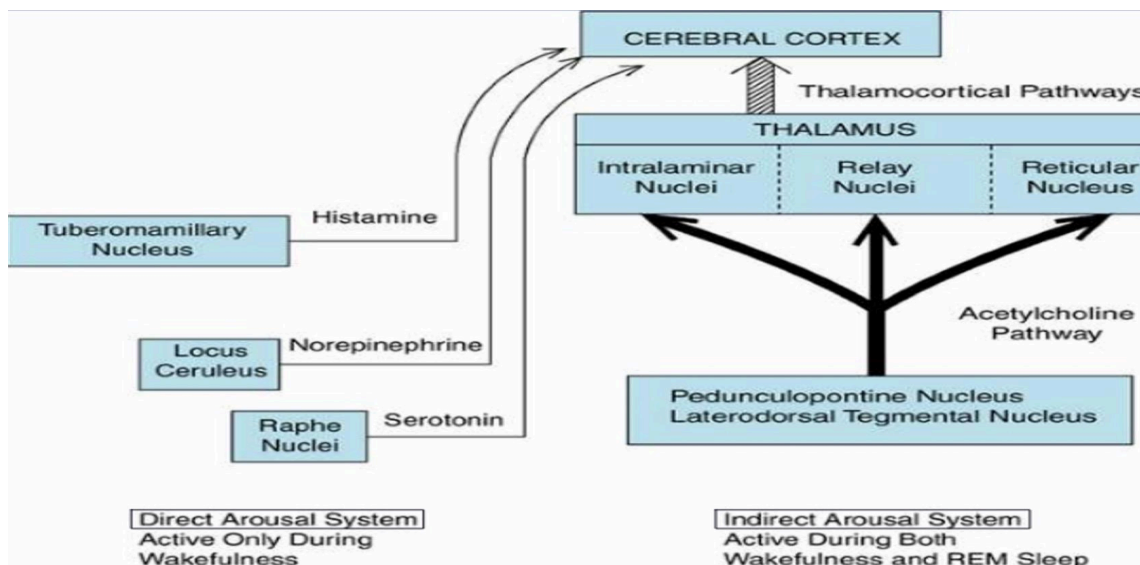 CEREBRAL CORTEX
Thalamocortical Pathways
THALAMUS
Intralaminar
Nuclei
Relay
Nuclei
Reticular
Nucleus
Tuberomamillary
Nucleus
Histamine
Locus
Ceruleus
Norepinephrine
Raphe
Nuclei
Serotonin
Acetylcholine
Pathway
Pedunculopontine Nucleus
Laterodorsal Tegmental Nucleus
Direct Arousal System
Active Only During
Wakefulness
Indirect Arousal System
Active During Both
Wakefulness and REM Sleep